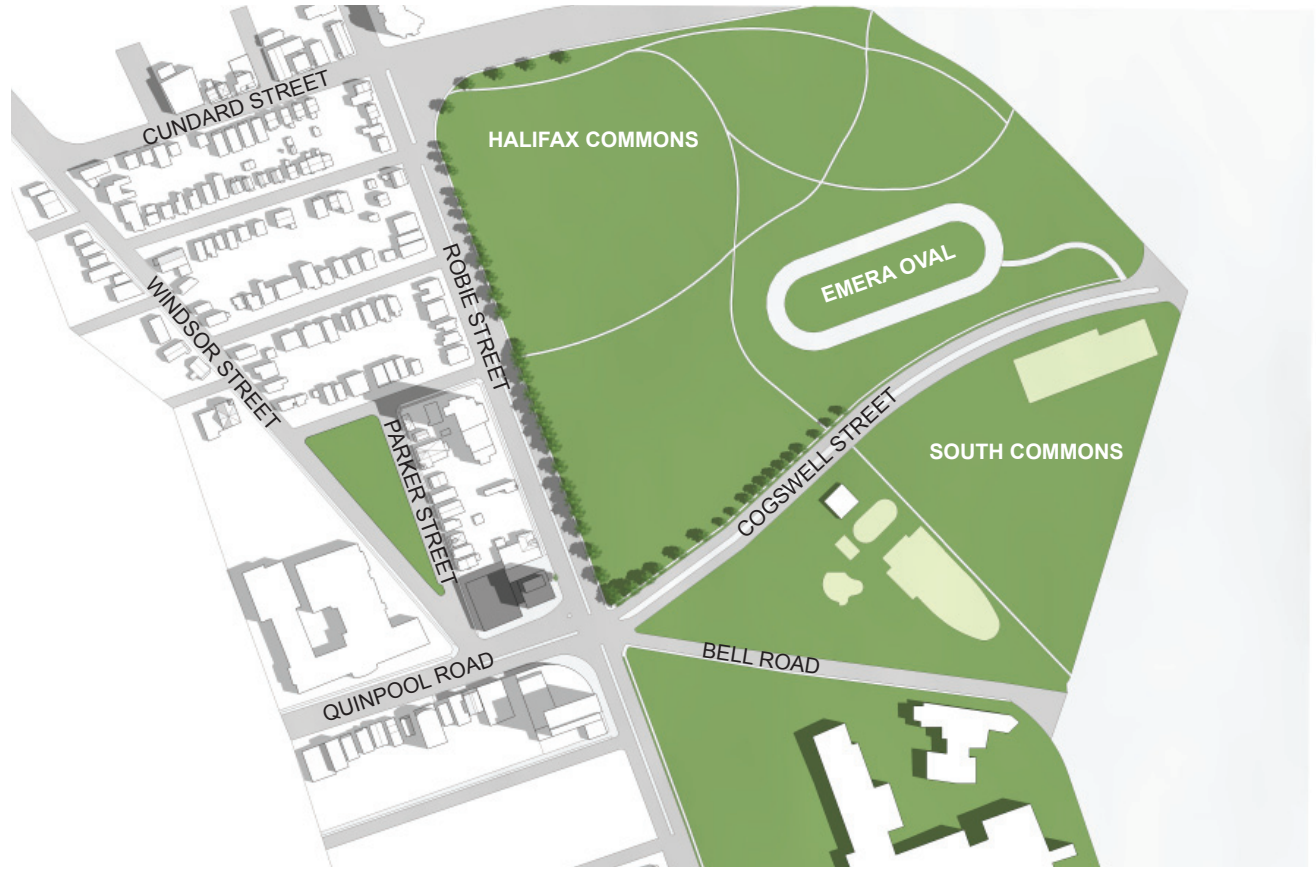 CUNDARD STREET
HALIFAX COMMONS
ROBIE STREET
EMERA OVAL
WINDSOR STREET
PARKER STREET
COGSWELL STREET
SOUTH COMMONS
BELL ROAD
QUINPOOL ROAD